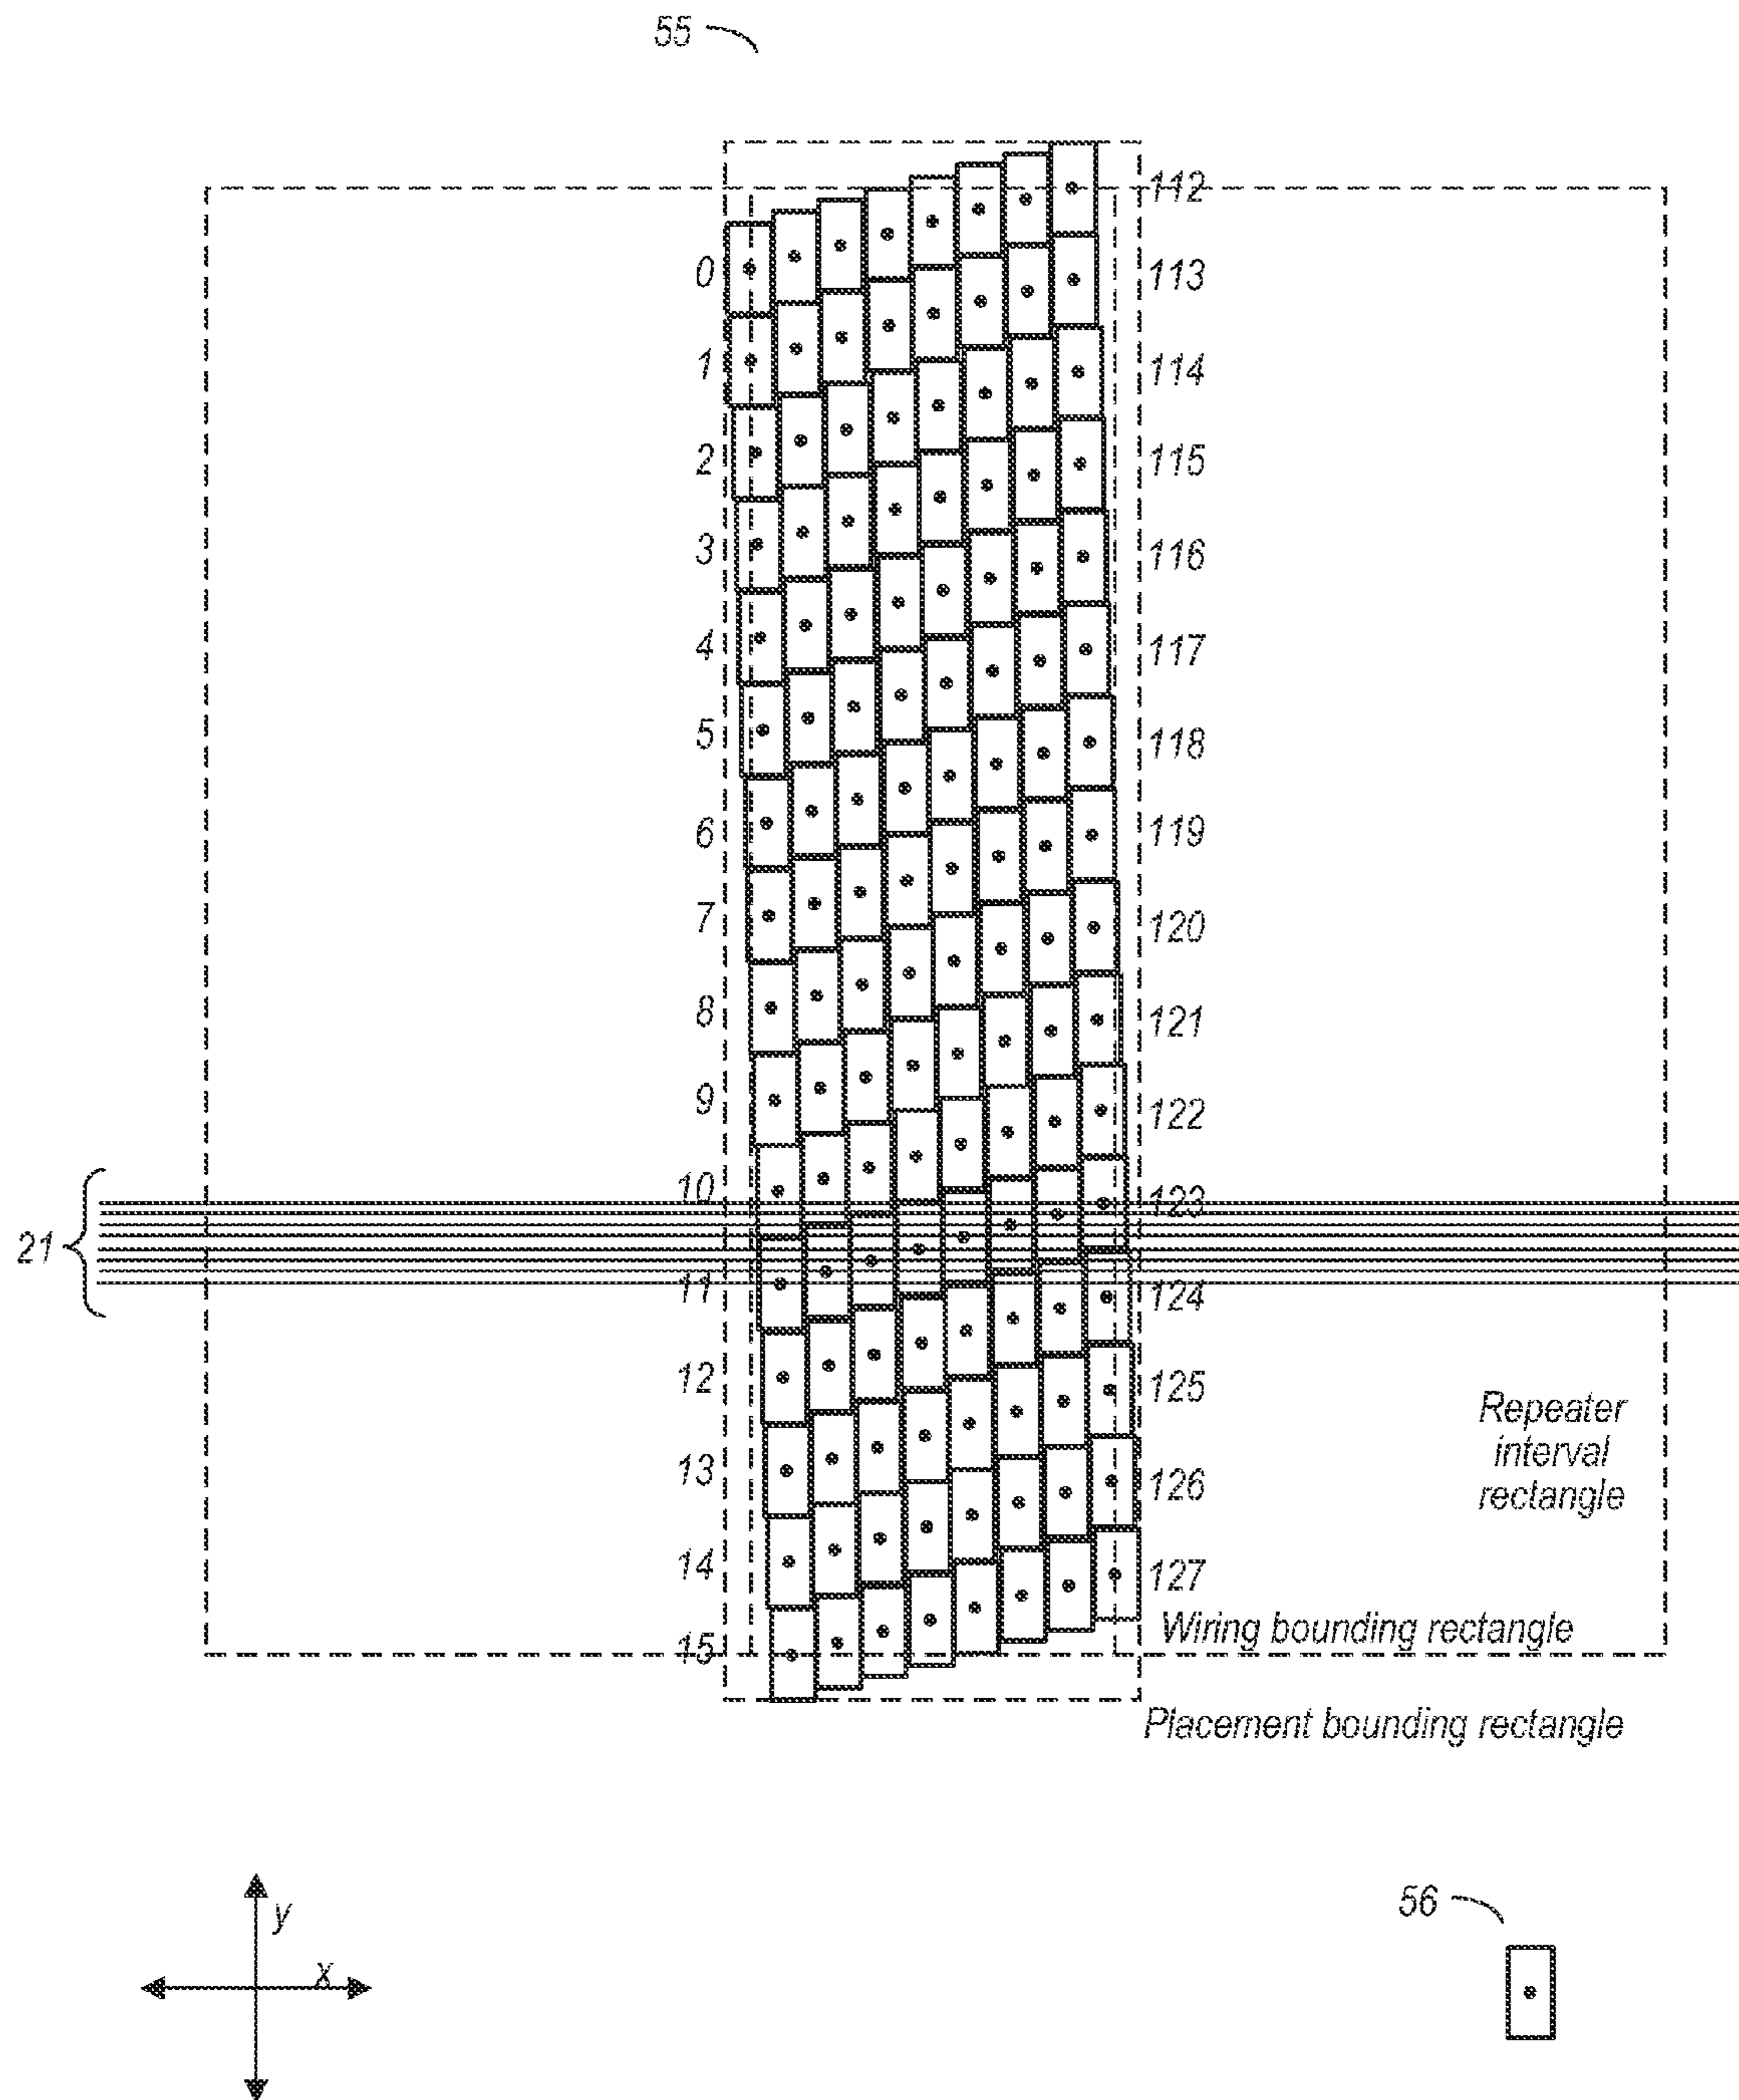 55
112
0 113
1 114
2 115
3 116
4 117
5 118
6 119
7 120
8 121
9 122
10 123
21
11 124
12 125
Repeater
interval
rectangle
13 126
14 127
Wiring bounding rectangle
15
Placement bounding rectangle
56
y
x